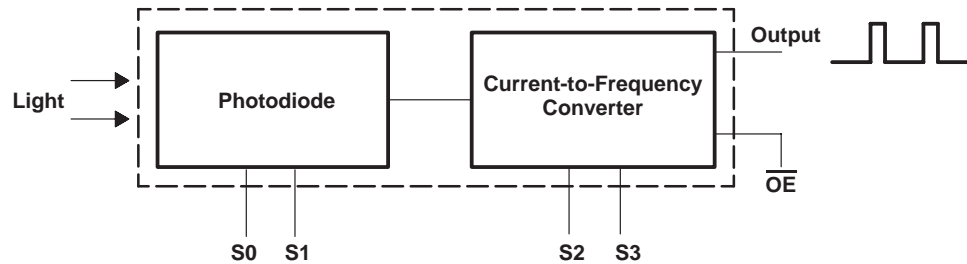 Output
Light
Photodiode
Current-to-Frequency
Converter
OE
S0
S1
S2
S3